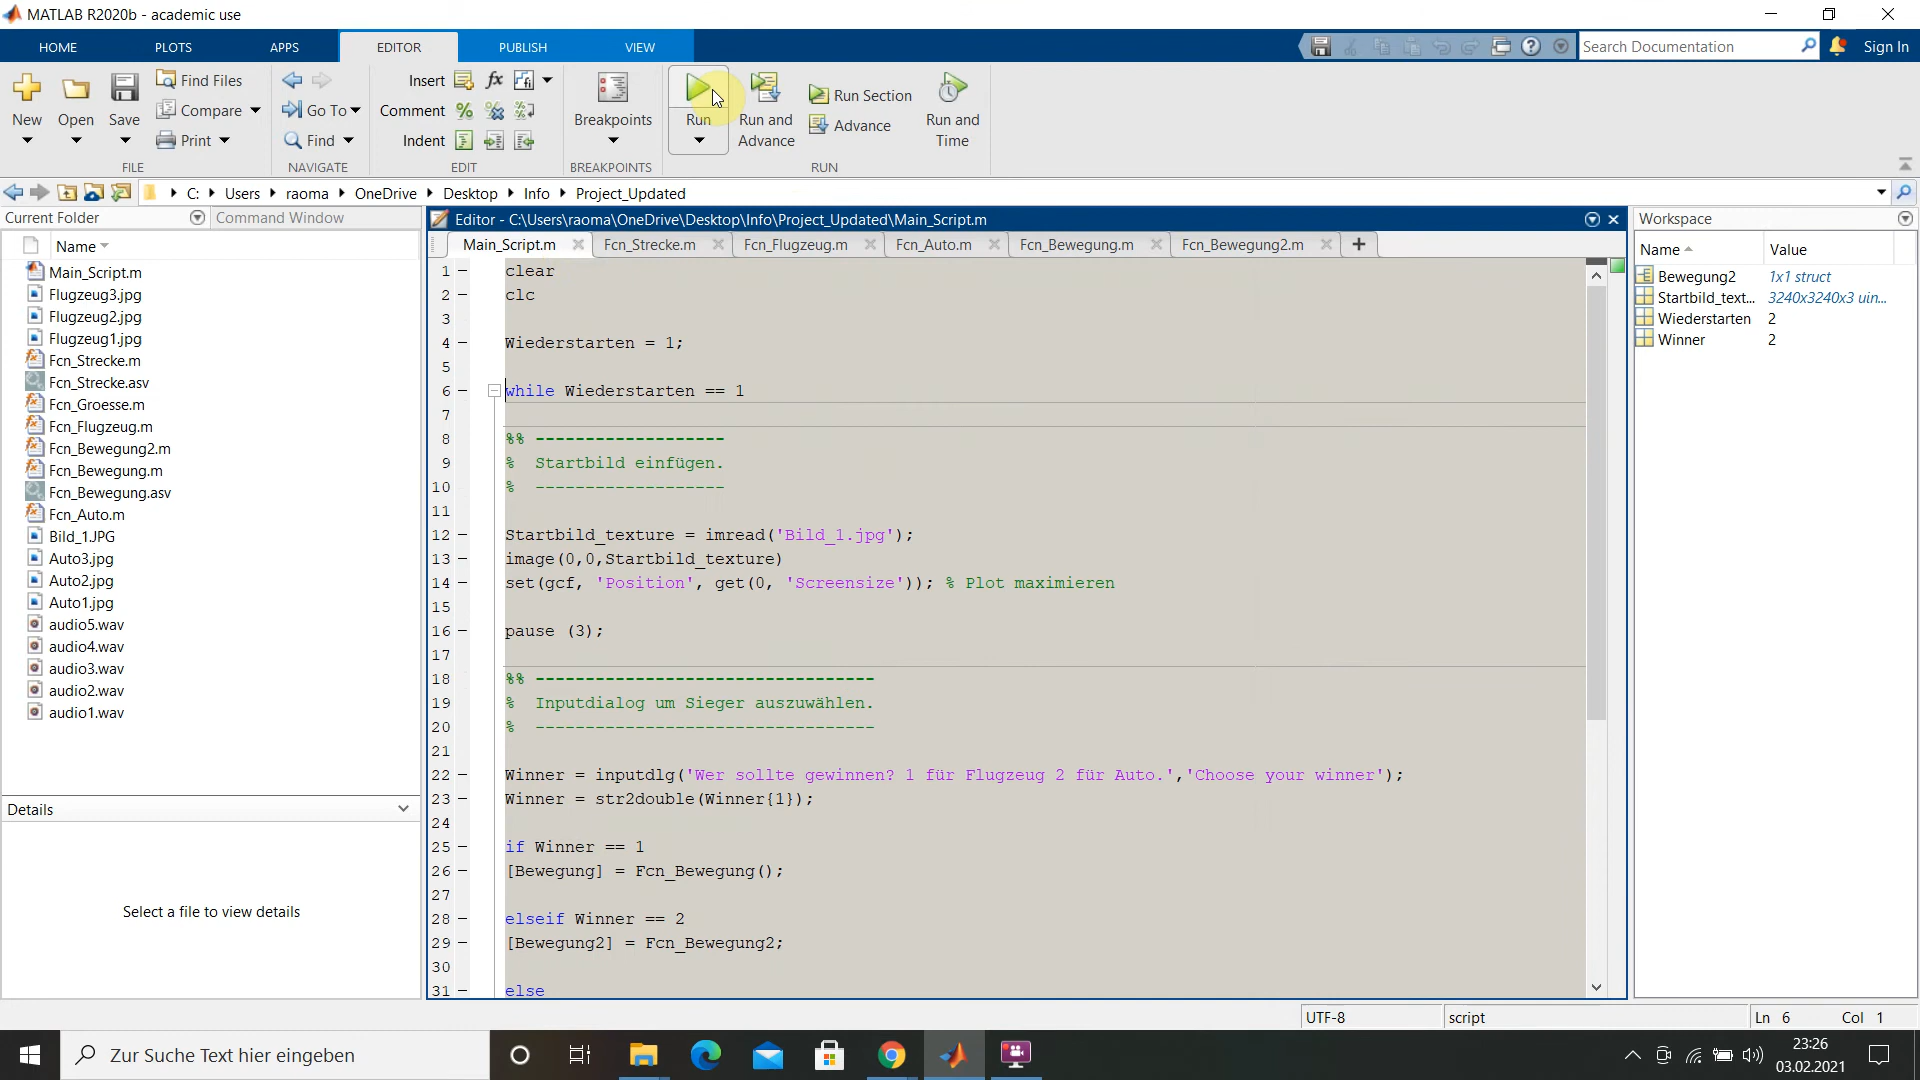 MATLAB R2020b - academic use
HOME PLOTS APPS EDITOR PUBLISH VIEW
Search Documentation
Sign In
New
Open
Save
Find Files
Compare
Print
FILE
Go To
Find
NAVIGATE
Insert fx
Comment
Indent
EDIT
Breakpoints
BREAKPOINTS
Run
Run and
Advance
Run Section
Advance
Run and
Time
RUN
C: Users raoma OneDrive Desktop Info Project_Updated
Current Folder
Command Window
Name
Main_Script.m
Flugzeug3.jpg
Flugzeug2.jpg
Flugzeug1.jpg
Fcn_Strecke.m
Fcn_Strecke.asv
Fcn_Groesse.m
Fcn_Flugzeug.m
Fcn_Bewegung2.m
Fcn_Bewegung.m
Fcn_Bewegung.asv
Fcn_Auto.m
Bild_1.JPG
Auto3.jpg
Auto2.jpg
Auto1.jpg
audio5.wav
audio4.wav
audio3.wav
audio2.wav
audio1.wav
Details
Select a file to view details
Editor - C:\Users\raoma\OneDrive\Desktop\Info\Project_Updated\Main_Script.m
Main_Script.m Fcn_Strecke.m Fcn_Flugzeug.m Fcn_Auto.m Fcn_Bewegung.m Fcn_Bewegung2.m
1 clear
2 clc
3
4 Wiederstarten = 1;
5
6 while Wiederstarten == 1
7
8 %% -------------------
9 % Startbild einfügen.
10 % -------------------
11
12 Startbild_texture = imread('Bild_1.jpg');
13 image(0,0,Startbild_texture)
14 set(gcf, 'Position', get(0, 'Screensize')); % Plot maximieren
15
16 pause (3);
17
18 %% ----------------------------------
19 % Inputdialog um Sieger auszuwählen.
20 % ----------------------------------
21
22 Winner = inputdlg('Wer sollte gewinnen? 1 für Flugzeug 2 für Auto.','Choose your winner');
23 Winner = str2double(Winner{1});
24
25 if Winner == 1
26 [Bewegung] = Fcn_Bewegung();
27
28 elseif Winner == 2
29 [Bewegung2] = Fcn_Bewegung2;
30
31 else
Workspace
Name Value
Bewegung2 1x1 struct
Startbild_text... 3240x3240x3 uin...
Wiederstarten 2
Winner 2
UTF-8
script
Ln 6 Col 1
Zur Suche Text hier eingeben
23:26
03.02.2021